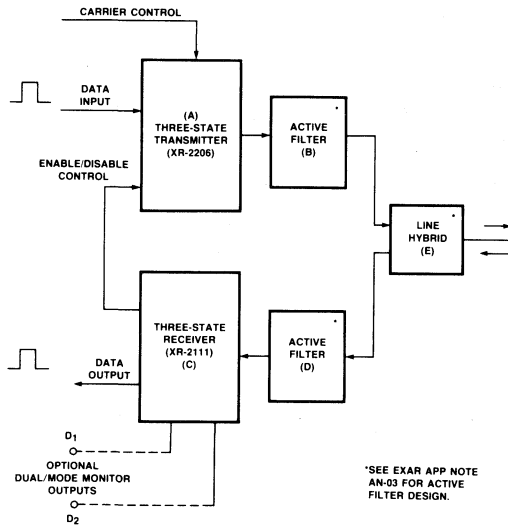 CARRIER CONTROL
DATA
INPUT
(A)
THREE-STATE
TRANSMITTER
(XR-2206)
*
ACTIVE
FILTER
(B)
ENABLE/DISABLE
CONTROL
*
LINE
HYBRID
(E)
THREE-STATE
RECEIVER
(XR-2111)
(C)
*
ACTIVE
FILTER
(D)
DATA
OUTPUT
D1
OPTIONAL
DUAL/MODE MONITOR
OUTPUTS
D2
*SEE EXAR APP NOTE
AN-03 FOR ACTIVE
FILTER DESIGN.